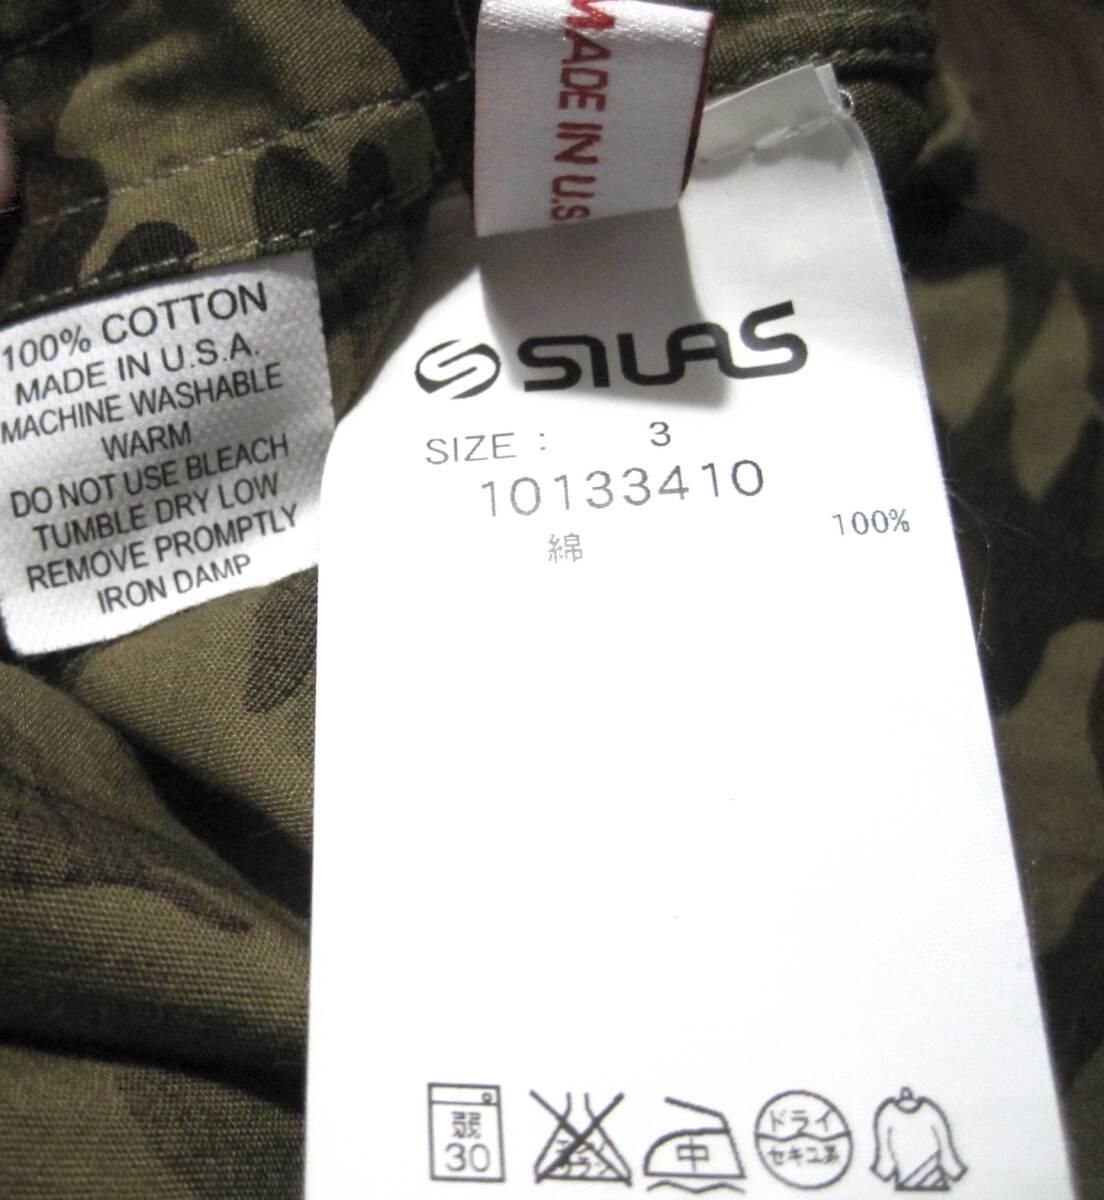 MADE IN U.S
100% COTTON
MADE IN U.S.A.
MACHINE WASHABLE
WARM
DO NOT USE BLEACH
TUMBLE DRY LOW
REMOVE PROMPTLY
IRON DAMP
SILAS
SIZE : 3
10133410
綿 100%
弱
30
中
ドライ
セキユ系